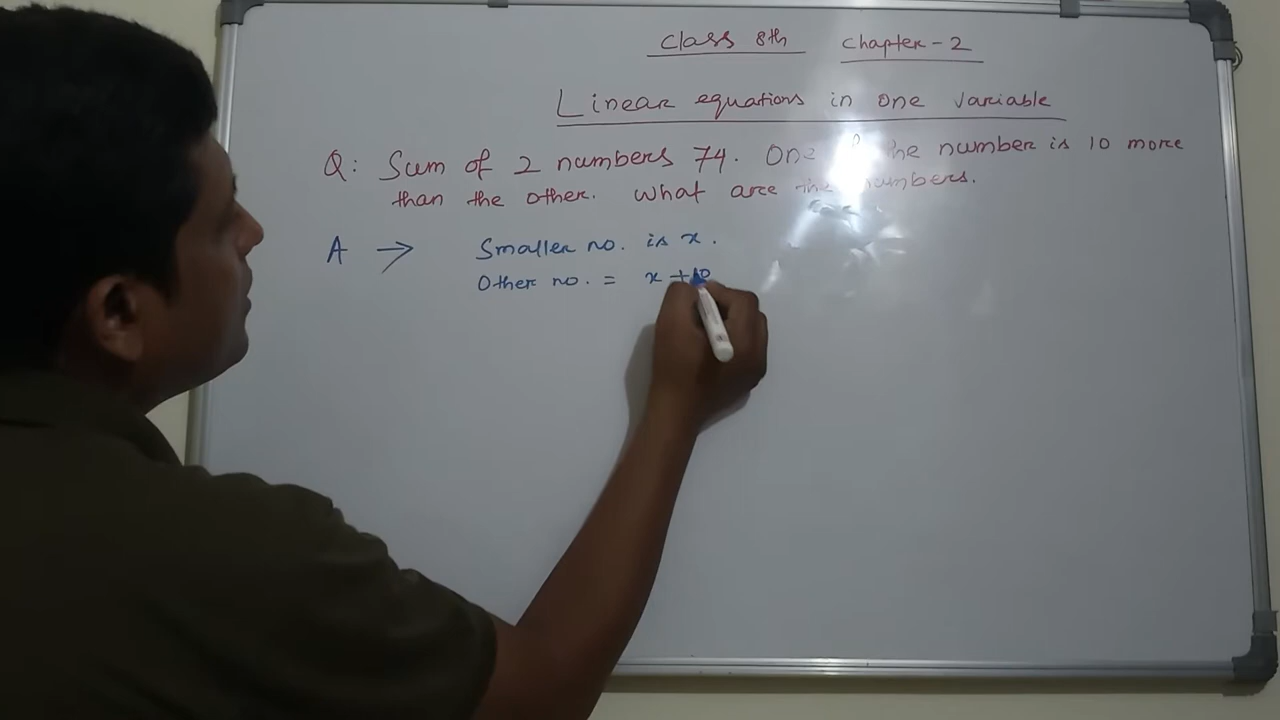 Class 8th Chapter - 2
Linear equations in one variable
Q: Sum of 2 numbers 74. One the number is 10 more
than the other. What are the numbers.
A → Smaller no. is x.
Other no. = x + 10